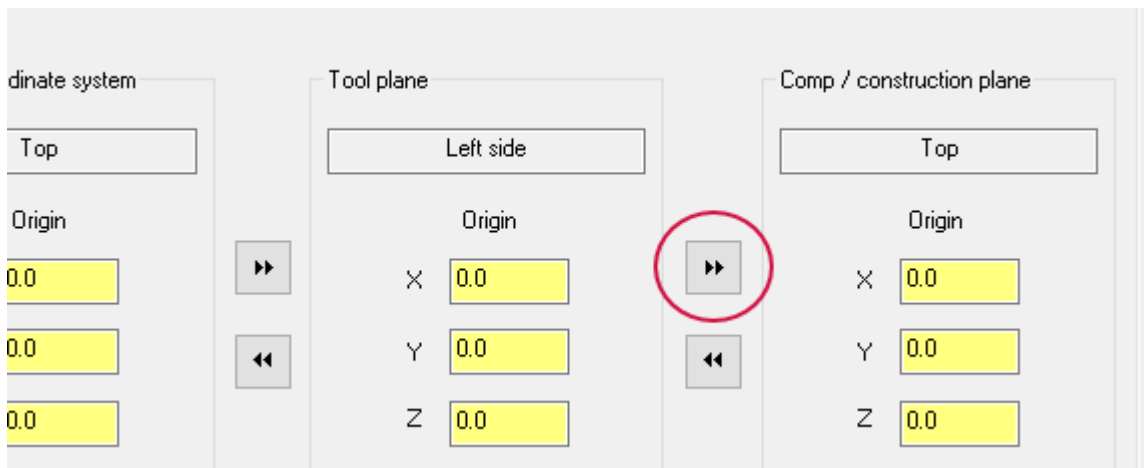 dinate system
Tool plane
Comp / construction plane
Top
Left side
Top
Origin
Origin
Origin
0.0
X 0.0
X 0.0
0.0
Y 0.0
Y 0.0
0.0
Z 0.0
Z 0.0